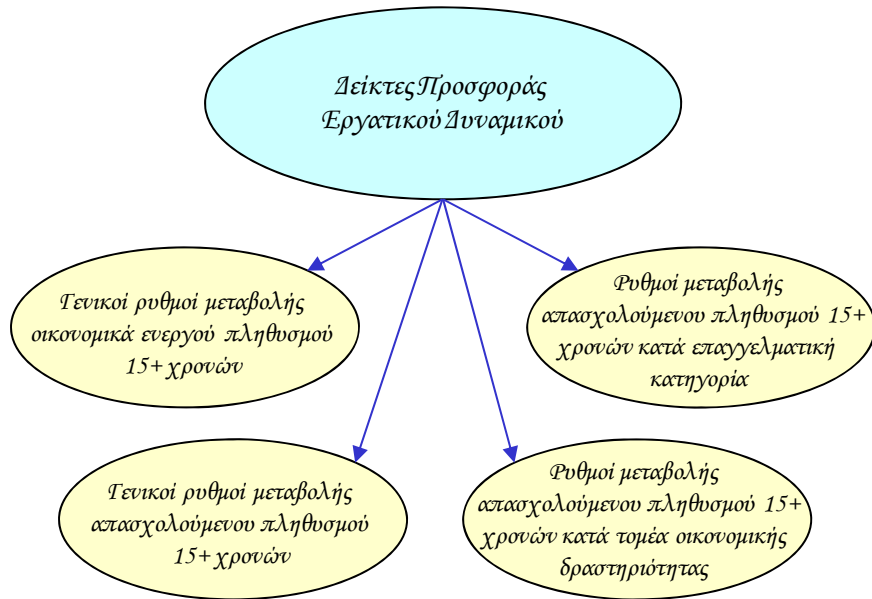 Δείκτες Προσφοράς
Εργατικού Δυναμικού
Γενικοί ρυθμοί μεταβολής
οικονομικά ενεργού πληθυσμού
15+ χρονών
Ρυθμοί μεταβολής
απασχολούμενου πληθυσμού 15+
χρονών κατά επαγγελματική
κατηγορία
Γενικοί ρυθμοί μεταβολής
απασχολούμενου πληθυσμού
15+ χρονών
Ρυθμοί μεταβολής
απασχολούμενου πληθυσμού 15+
χρονών κατά τομέα οικονομικής
δραστηριότητας